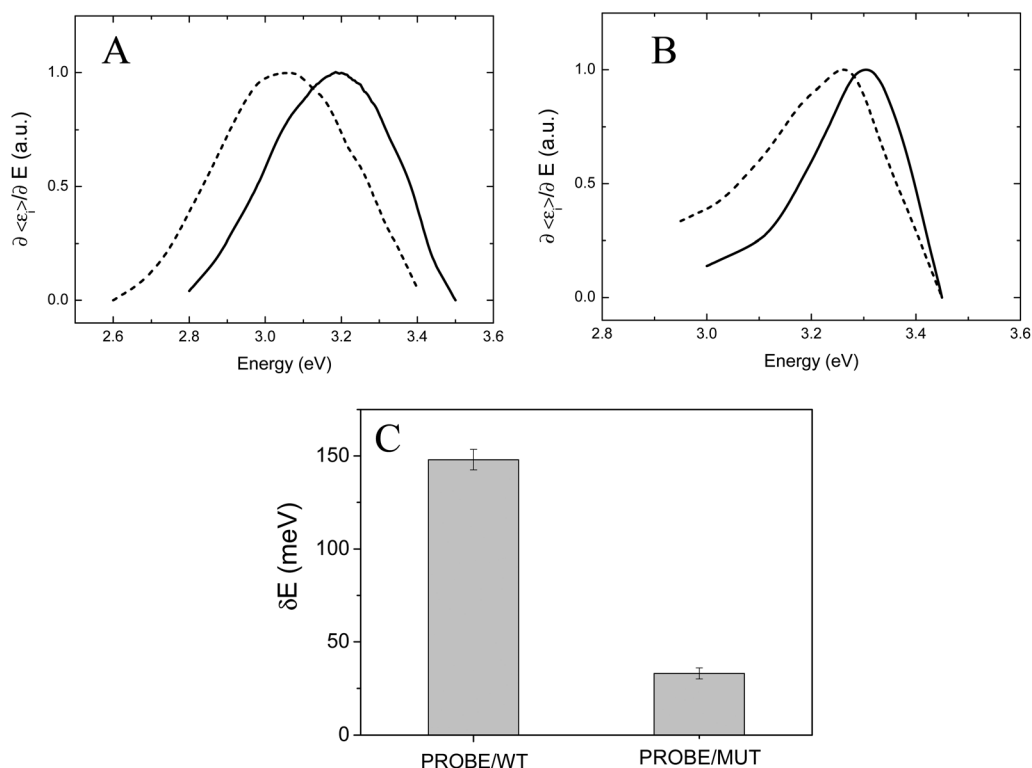 A
∂ <εᵢ>/∂ E (a.u.)
1.0
0.5
0.0
2.6 2.8 3.0 3.2 3.4 3.6
Energy (eV)
B
∂ <εᵢ>/∂ E (a.u.)
1.0
0.5
0.0
2.8 3.0 3.2 3.4 3.6
Energy (eV)
C
δE (meV)
150
100
50
0
PROBE/WT PROBE/MUT